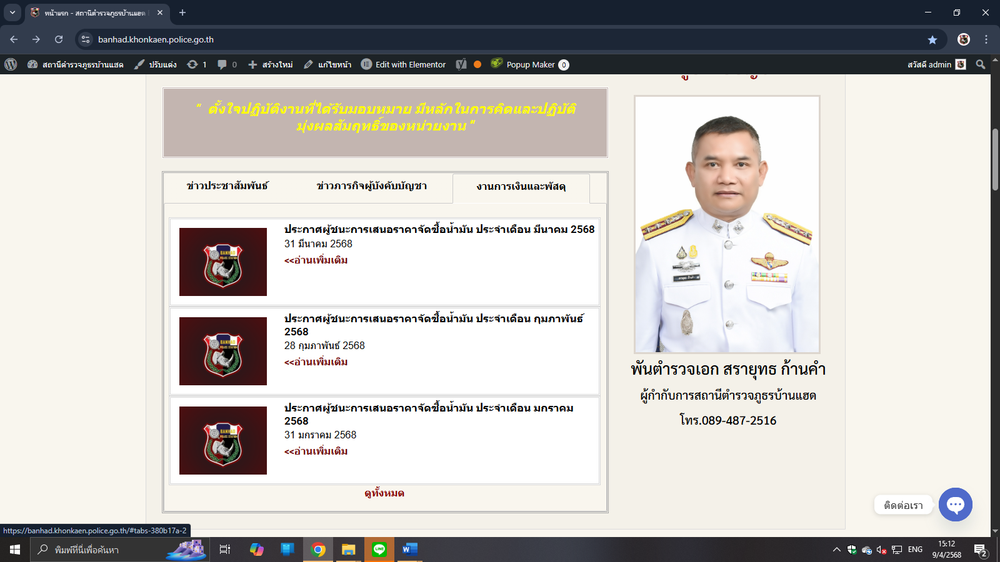 หน้าแรก - สถานีตำรวจภูธรบ้านแฮด
banhad.khonkaen.police.go.th
สถานีตำรวจภูธรบ้านแฮด ปรับแต่ง 1 0 สร้างใหม่ แก้ไขหน้า Edit with Elementor Popup Maker 0 สวัสดี admin
“ ตั้งใจปฏิบัติงานที่ได้รับมอบหมาย มีหลักในการคิดและปฏิบัติ
มุ่งผลสัมฤทธิ์ของหน่วยงาน “
ข่าวประชาสัมพันธ์ ข่าวภารกิจผู้บังคับบัญชา งานการเงินและพัสดุ
BANHAD
POLICE STATION
ประกาศผู้ชนะการเสนอราคาจัดซื้อน้ำมัน ประจำเดือน มีนาคม 2568
31 มีนาคม 2568
<<อ่านเพิ่มเติม
BANHAD
POLICE STATION
ประกาศผู้ชนะการเสนอราคาจัดซื้อน้ำมัน ประจำเดือน กุมภาพันธ์
2568
28 กุมภาพันธ์ 2568
<<อ่านเพิ่มเติม
BANHAD
POLICE STATION
ประกาศผู้ชนะการเสนอราคาจัดซื้อน้ำมัน ประจำเดือน มกราคม
2568
31 มกราคม 2568
<<อ่านเพิ่มเติม
ดูทั้งหมด
พันตำรวจเอก สรายุทธ ก้านคำ
ผู้กำกับการสถานีตำรวจภูธรบ้านแฮด
โทร.089-487-2516
ติดต่อเรา
https://banhad.khonkaen.police.go.th/#tabs-380b17a-2
พิมพ์ที่นี่เพื่อค้นหา
ENG
15:12
9/4/2568
2